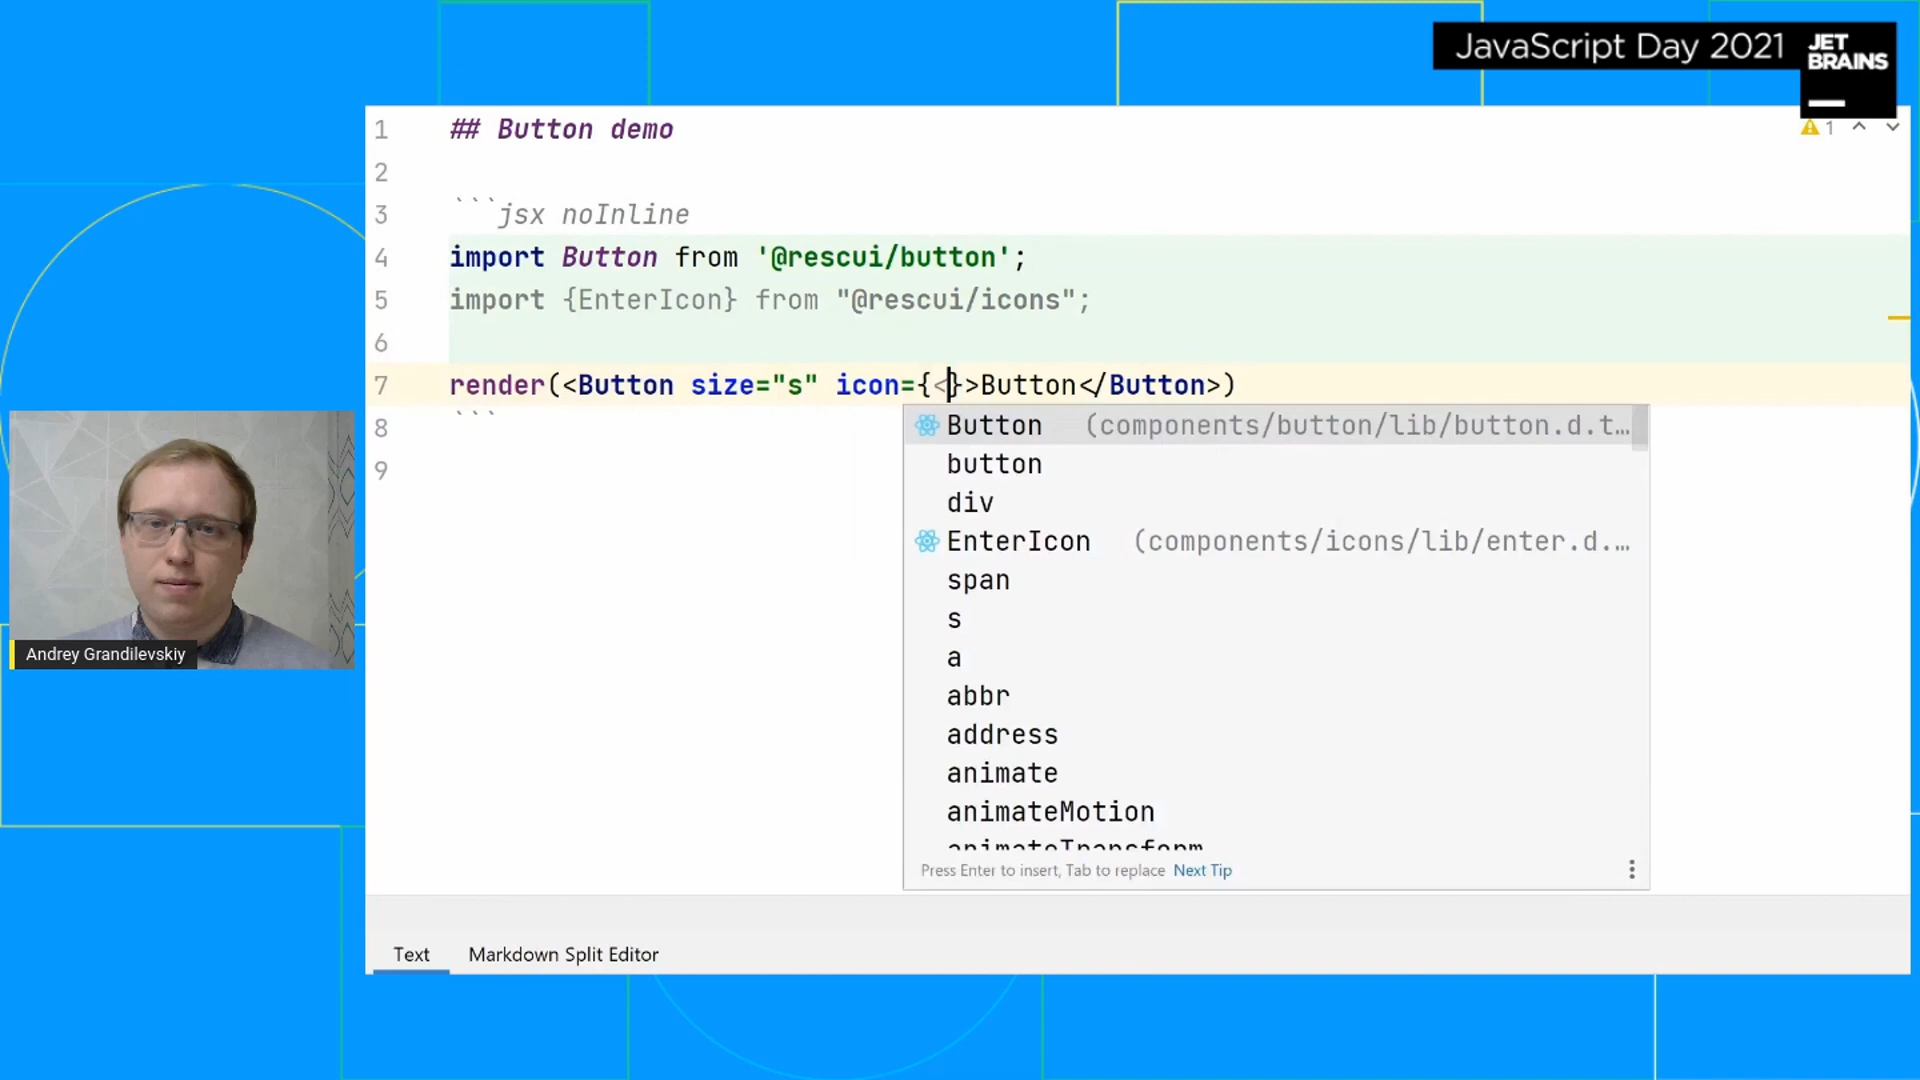 JavaScript Day 2021
JET
BRAINS
1 ## Button demo
1
2
3 ```jsx noInline
4 import Button from '@rescui/button';
5 import {EnterIcon} from "@rescui/icons";
6
7 render(<Button size="s" icon={<}>Button</Button>)
8 ```
9
Button (components/button/lib/button.d.t…
button
div
EnterIcon (components/icons/lib/enter.d.…
span
s
a
abbr
address
animate
animateMotion
animateTransform
Press Enter to insert, Tab to replace Next Tip
Andrey Grandilevskiy
Text Markdown Split Editor